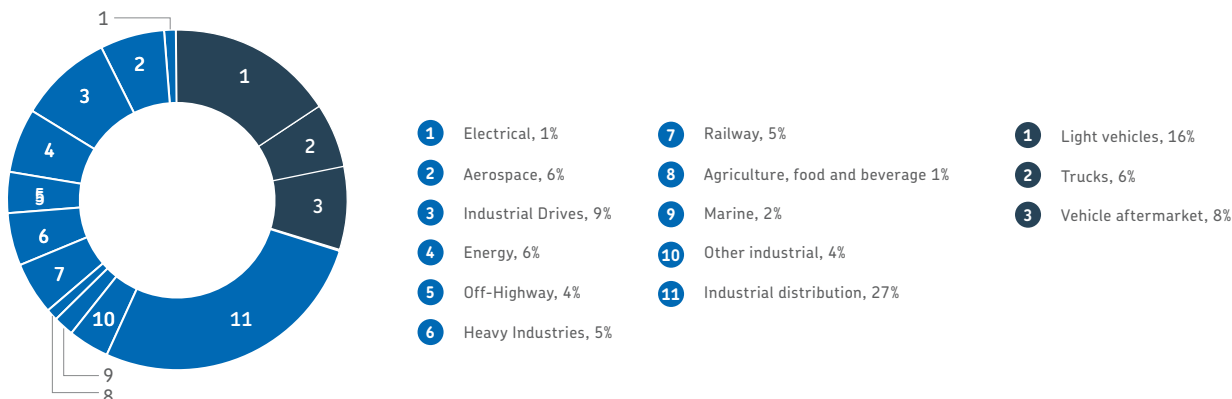 1
1
2
3
11
10
9
8
7
6
5
4
3
2
1 Electrical, 1%
2 Aerospace, 6%
3 Industrial Drives, 9%
4 Energy, 6%
5 Off-Highway, 4%
6 Heavy Industries, 5%
7 Railway, 5%
8 Agriculture, food and beverage 1%
9 Marine, 2%
10 Other industrial, 4%
11 Industrial distribution, 27%
1 Light vehicles, 16%
2 Trucks, 6%
3 Vehicle aftermarket, 8%